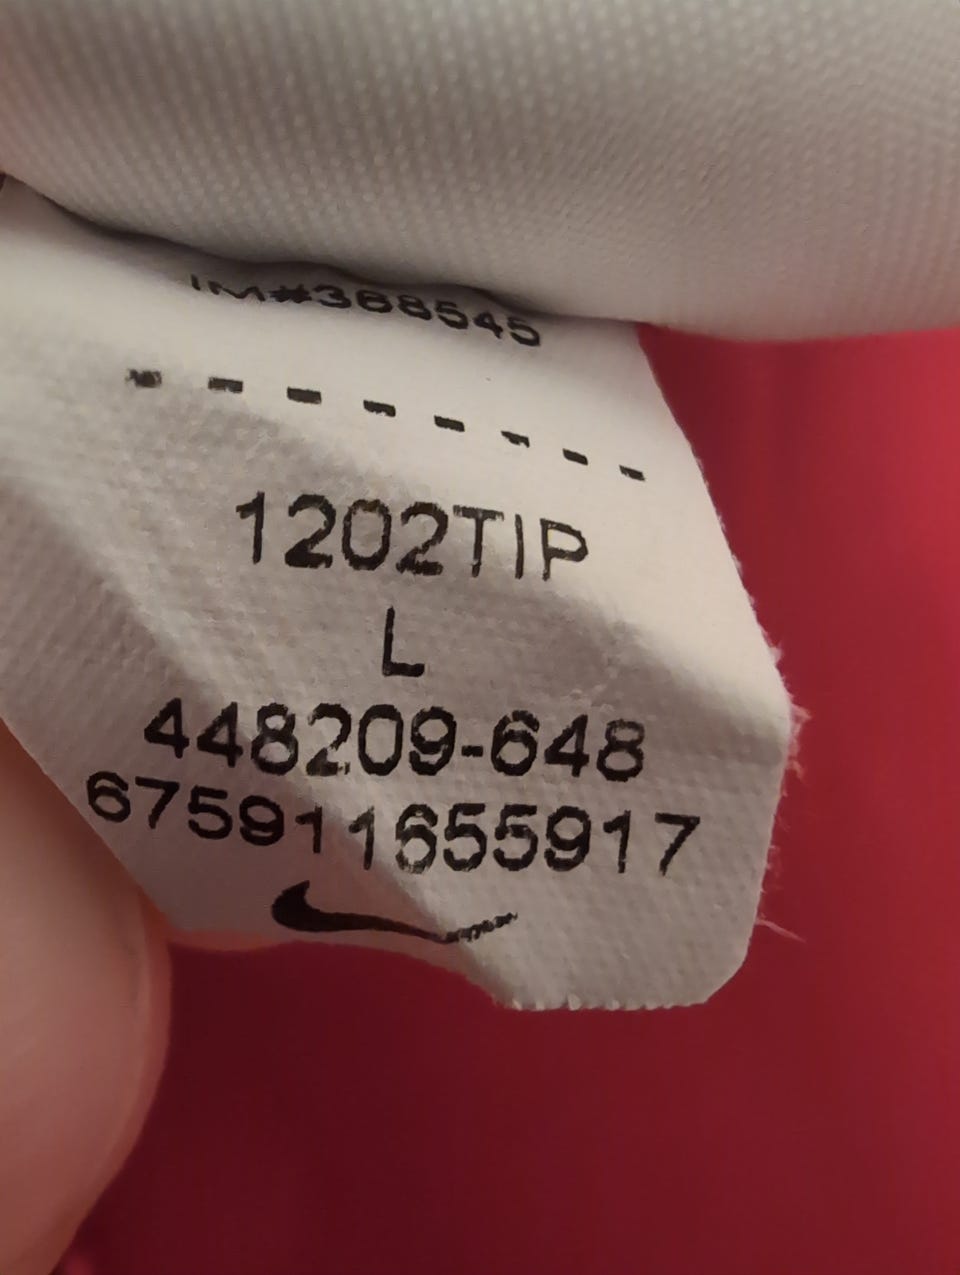 IM#368545
- - - - - - - -
1202TIP
L
448209-648
675911655917